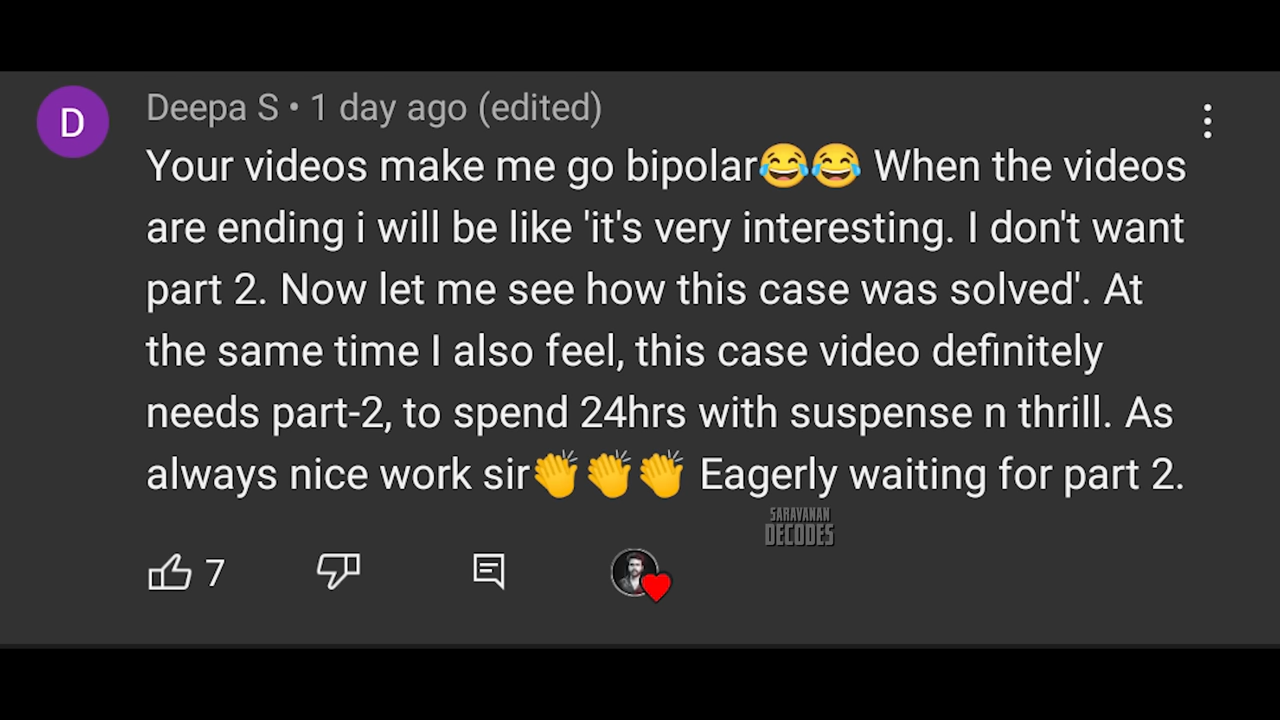 D
Deepa S • 1 day ago (edited)
Your videos make me go bipolar😂😂 When the videos
are ending i will be like 'it's very interesting. I don't want
part 2. Now let me see how this case was solved'. At
the same time I also feel, this case video definitely
needs part-2, to spend 24hrs with suspense n thrill. As
always nice work sir👏👏👏 Eagerly waiting for part 2.
SARAVANAN
DECODES
7